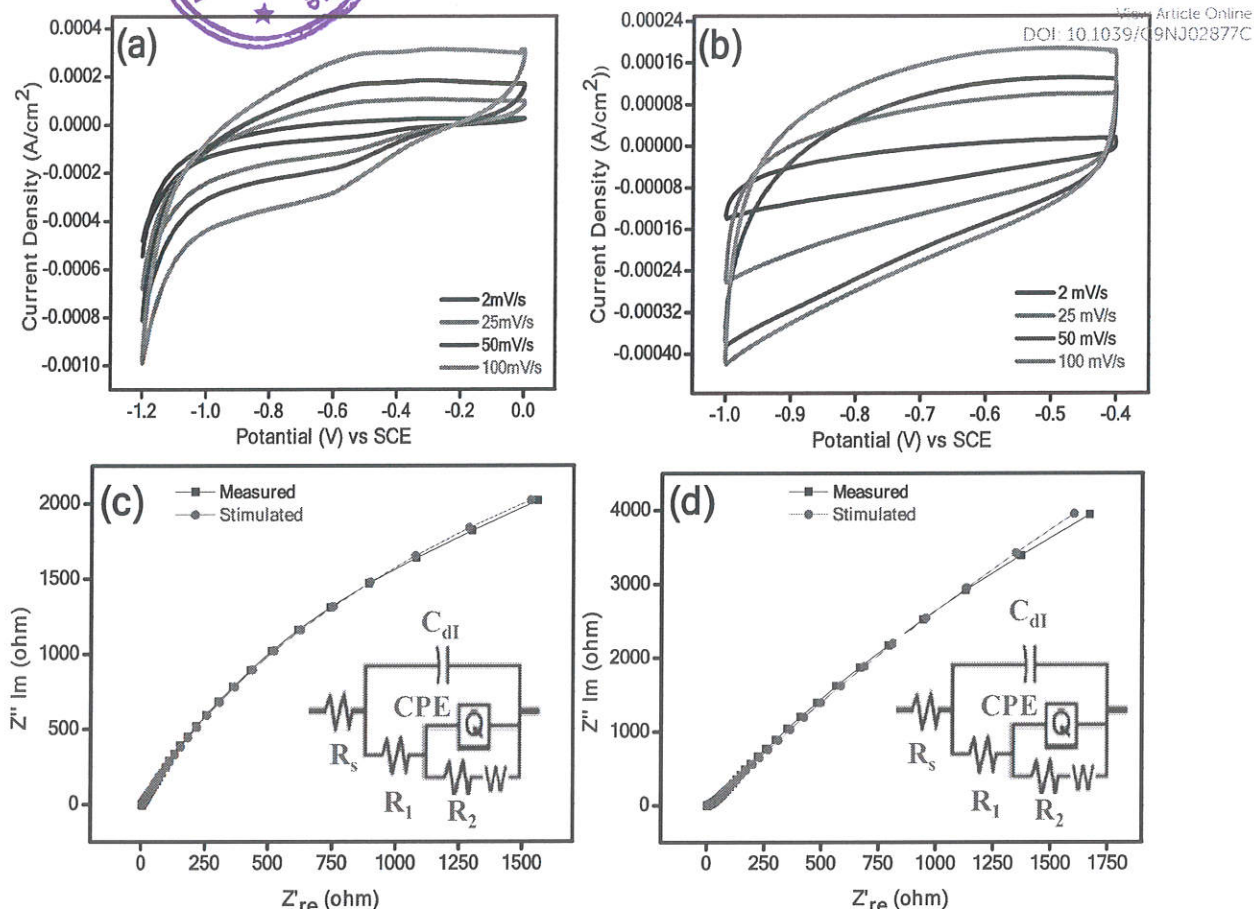 View Article Online
DOI: 10.1039/C9NJ02877C
(a)
Current Density (A/cm²)
0.0004
0.0002
0.0000
-0.0002
-0.0004
-0.0006
-0.0008
-0.0010
2mV/s
25mV/s
50mV/s
100mV/s
-1.2 -1.0 -0.8 -0.6 -0.4 -0.2 0.0
Potential (V) vs SCE
(b)
Current Density (A/cm²))
0.00024
0.00016
0.00008
0.00000
-0.00008
-0.00016
-0.00024
-0.00032
-0.00040
2 mV/s
25 mV/s
50 mV/s
100 mV/s
-1.0 -0.9 -0.8 -0.7 -0.6 -0.5 -0.4
Potential (V) vs SCE
(c)
Measured
Stimulated
Z'' Im (ohm)
2000
1500
1000
500
0
CdI
CPE
Q
Rs
R1
R2
W
0 250 500 750 1000 1250 1500
Z're (ohm)
(d)
Measured
Stimulated
Z'' Im (ohm)
4000
3000
2000
1000
0
CdI
CPE
Q
Rs
R1
R2
W
0 250 500 750 1000 1250 1500 1750
Z're (ohm)